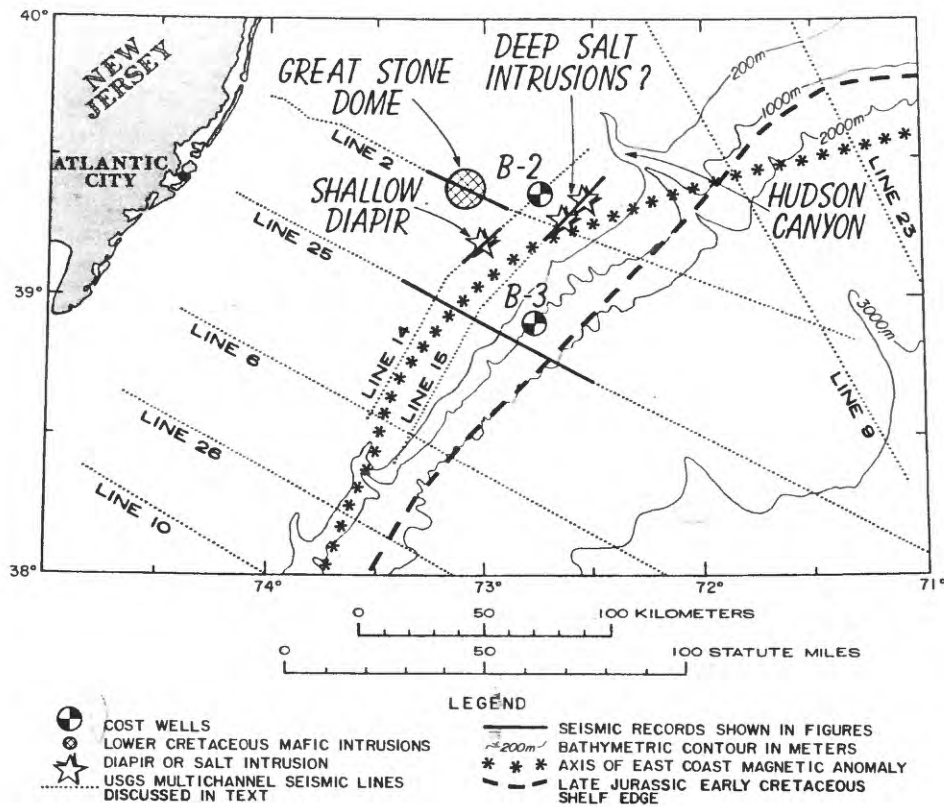 40°
NEW
JERSEY
ATLANTIC
CITY
GREAT STONE
DOME
DEEP SALT
INTRUSIONS ?
200m
1000m
2000m
LINE 2
B-2
SHALLOW
DIAPIR
HUDSON
CANYON
LINE 23
LINE 25
39°
B-3
3000m
LINE 14
LINE 15
LINE 6
LINE 9
LINE 26
LINE 10
38°
74°
73°
72°
71°
0 50 100 KILOMETERS
0 50 100 STATUTE MILES
LEGEND
COST WELLS
LOWER CRETACEOUS MAFIC INTRUSIONS
DIAPIR OR SALT INTRUSION
USGS MULTICHANNEL SEISMIC LINES
DISCUSSED IN TEXT
SEISMIC RECORDS SHOWN IN FIGURES
200m BATHYMETRIC CONTOUR IN METERS
AXIS OF EAST COAST MAGNETIC ANOMALY
LATE JURASSIC EARLY CRETACEOUS
SHELF EDGE